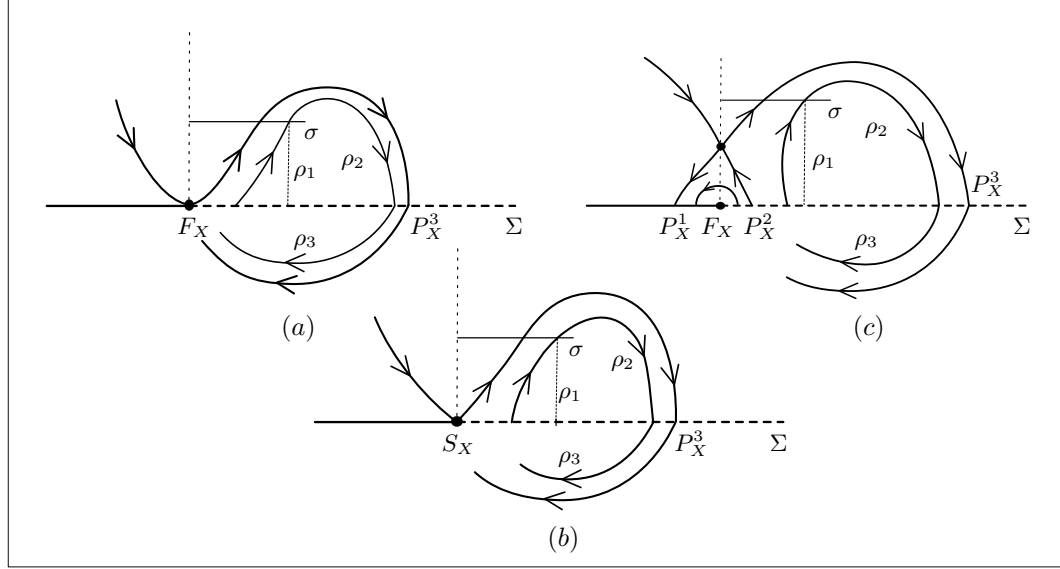 σ
ρ₁
ρ₂
F_X
P_X^3
Σ
ρ₃
(a)
σ
ρ₁
ρ₂
P_X^3
P_X^1
F_X
P_X^2
Σ
ρ₃
(c)
σ
ρ₁
ρ₂
S_X
P_X^3
Σ
ρ₃
(b)